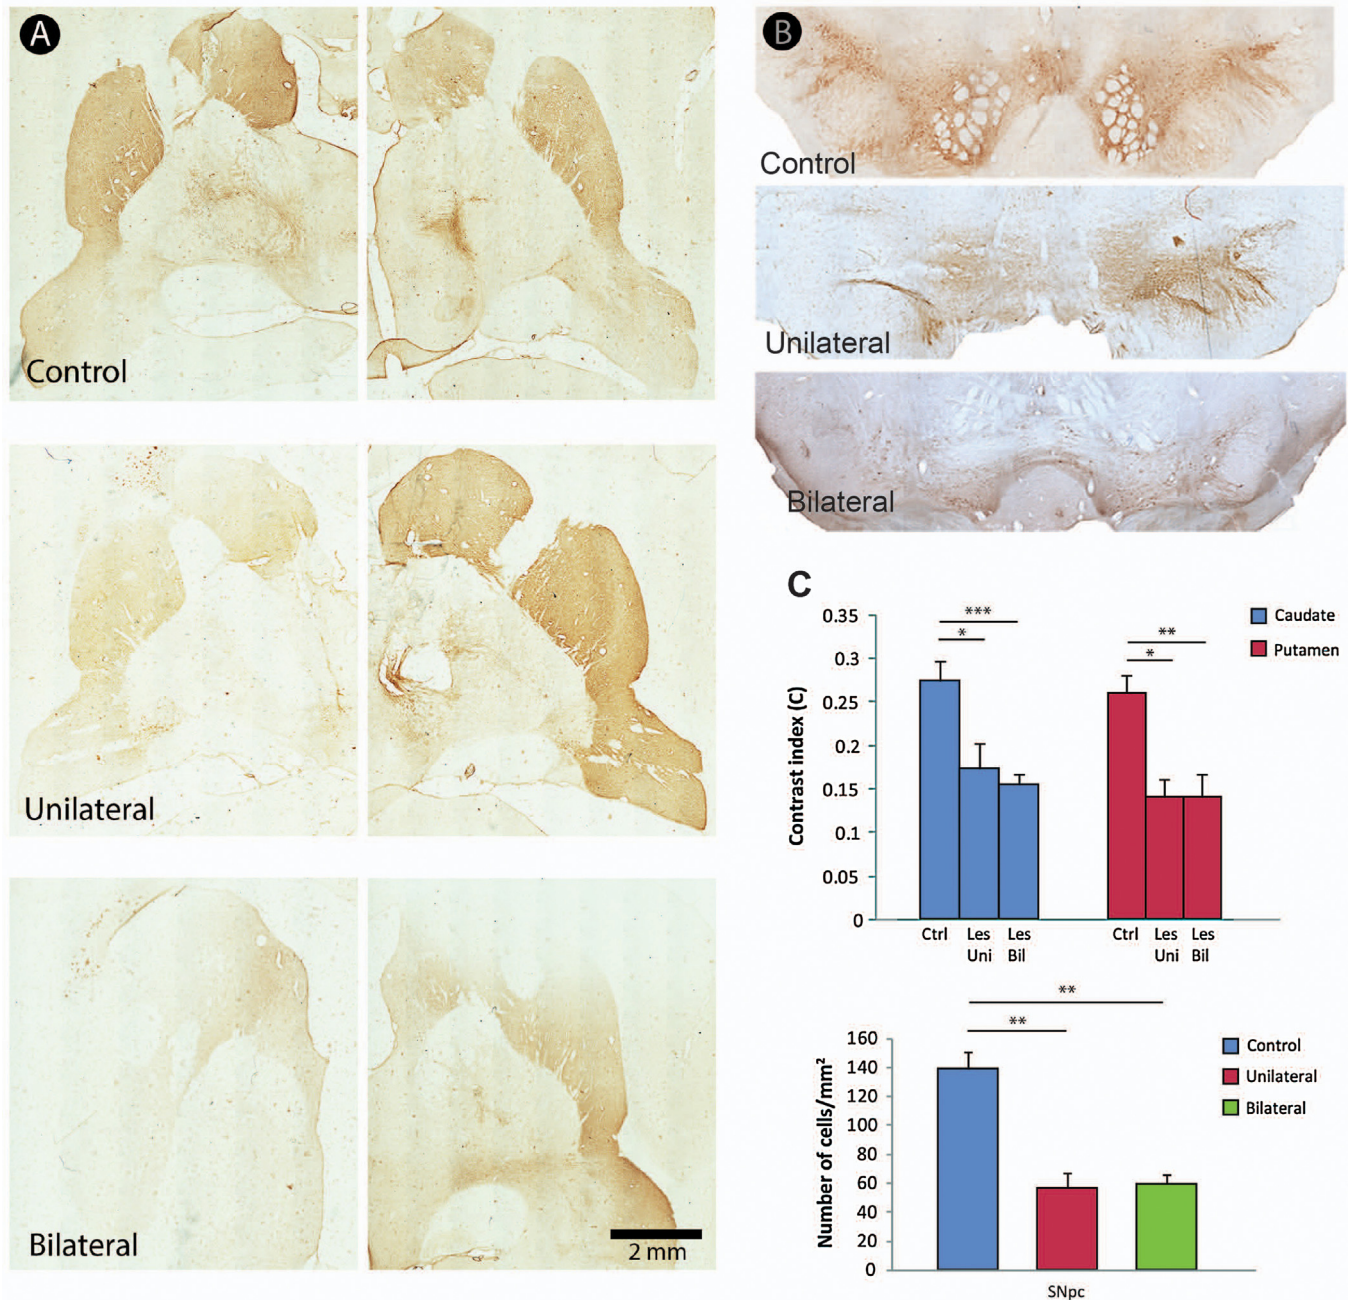 A
Control
Unilateral
Bilateral
2 mm
B
Control
Unilateral
Bilateral
C
Contrast index (C)
0.35
0.3
0.25
0.2
0.15
0.1
0.05
0
***
*
**
*
Caudate
Putamen
Ctrl Les Les Ctrl Les Les
Uni Bil Uni Bil
Number of cells/mm²
160
140
120
100
80
60
40
20
0
**
**
Control
Unilateral
Bilateral
SNpc